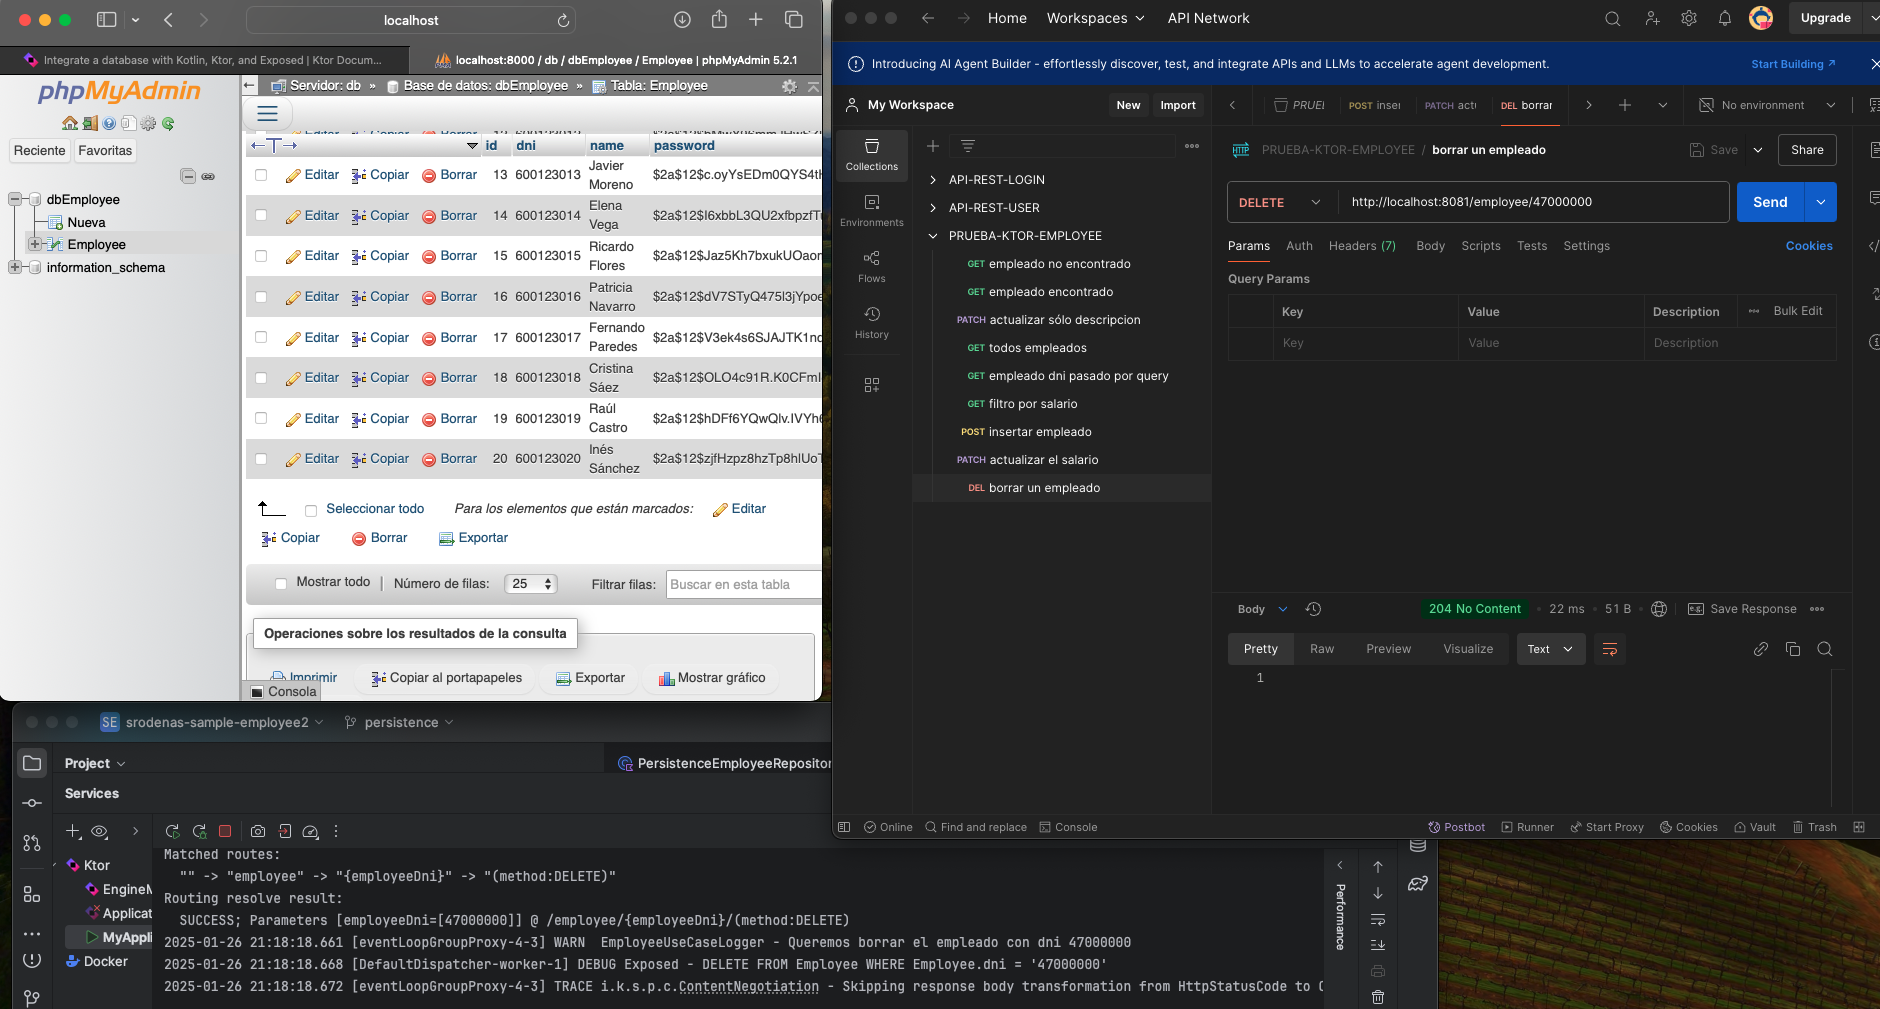 localhost
Integrate a database with Kotlin, Ktor, and Exposed | Ktor Docum...
localhost:8000 / db / dbEmployee / Employee | phpMyAdmin 5.2.1
phpMyAdmin
Reciente
Favoritas
dbEmployee
Nueva
Employee
information_schema
Servidor: db » Base de datos: dbEmployee » Tabla: Employee
id dni name password
Editar Copiar Borrar 13 600123013 Javier Moreno $2a$12$c.oyYsEDm0QYS4tH
Editar Copiar Borrar 14 600123014 Elena Vega $2a$12$I6xbbL3QU2xfbpzfTu
Editar Copiar Borrar 15 600123015 Ricardo Flores $2a$12$Jaz5Kh7bxukUOaor
Editar Copiar Borrar 16 600123016 Patricia Navarro $2a$12$dV7STyQ475l3jYpoe
Editar Copiar Borrar 17 600123017 Fernando Paredes $2a$12$V3ek4s6SJAJTK1nc
Editar Copiar Borrar 18 600123018 Cristina Sáez $2a$12$OLO4c91R.K0CFml
Editar Copiar Borrar 19 600123019 Raúl Castro $2a$12$hDFf6YQwQlv.IVYh6
Editar Copiar Borrar 20 600123020 Inés Sánchez $2a$12$zjfHzpz8hzTp8hIUoT
Seleccionar todo Para los elementos que están marcados: Editar
Copiar Borrar Exportar
Mostrar todo | Número de filas: 25 Filtrar filas: Buscar en esta tabla
Operaciones sobre los resultados de la consulta
Imprimir Copiar al portapapeles Exportar Mostrar gráfico
Consola
Home Workspaces API Network Upgrade
Introducing AI Agent Builder - effortlessly discover, test, and integrate APIs and LLMs to accelerate agent development. Start Building
My Workspace New Import
PRUEI POST inser PATCH actu DEL borrar No environment
Collections
Environments
Flows
History
API-REST-LOGIN
API-REST-USER
PRUEBA-KTOR-EMPLOYEE
GET empleado no encontrado
GET empleado encontrado
PATCH actualizar sólo descripcion
GET todos empleados
GET empleado dni pasado por query
GET filtro por salario
POST insertar empleado
PATCH actualizar el salario
DEL borrar un empleado
HTTP PRUEBA-KTOR-EMPLOYEE / borrar un empleado Save Share
DELETE http://localhost:8081/employee/47000000 Send
Params Auth Headers (7) Body Scripts Tests Settings Cookies
Query Params
Key Value Description Bulk Edit
Key Value Description
Body 204 No Content 22 ms 51 B Save Response
Pretty Raw Preview Visualize Text
1
Online Find and replace Console Postbot Runner Start Proxy Cookies Vault Trash
SE srodenas-sample-employee2 persistence
Project PersistenceEmployeeRepositor
Services
Ktor
EngineM
Applicat
MyAppli
Docker
Matched routes:
"" -> "employee" -> "{employeeDni}" -> "(method:DELETE)"
Routing resolve result:
SUCCESS; Parameters [employeeDni=[47000000]] @ /employee/{employeeDni}/(method:DELETE)
2025-01-26 21:18:18.661 [eventLoopGroupProxy-4-3] WARN  EmployeeUseCaseLogger - Queremos borrar el empleado con dni 47000000
2025-01-26 21:18:18.668 [DefaultDispatcher-worker-1] DEBUG Exposed - DELETE FROM Employee WHERE Employee.dni = '47000000'
2025-01-26 21:18:18.672 [eventLoopGroupProxy-4-3] TRACE i.k.s.p.c.ContentNegotiation - Skipping response body transformation from HttpStatusCode to
Performance